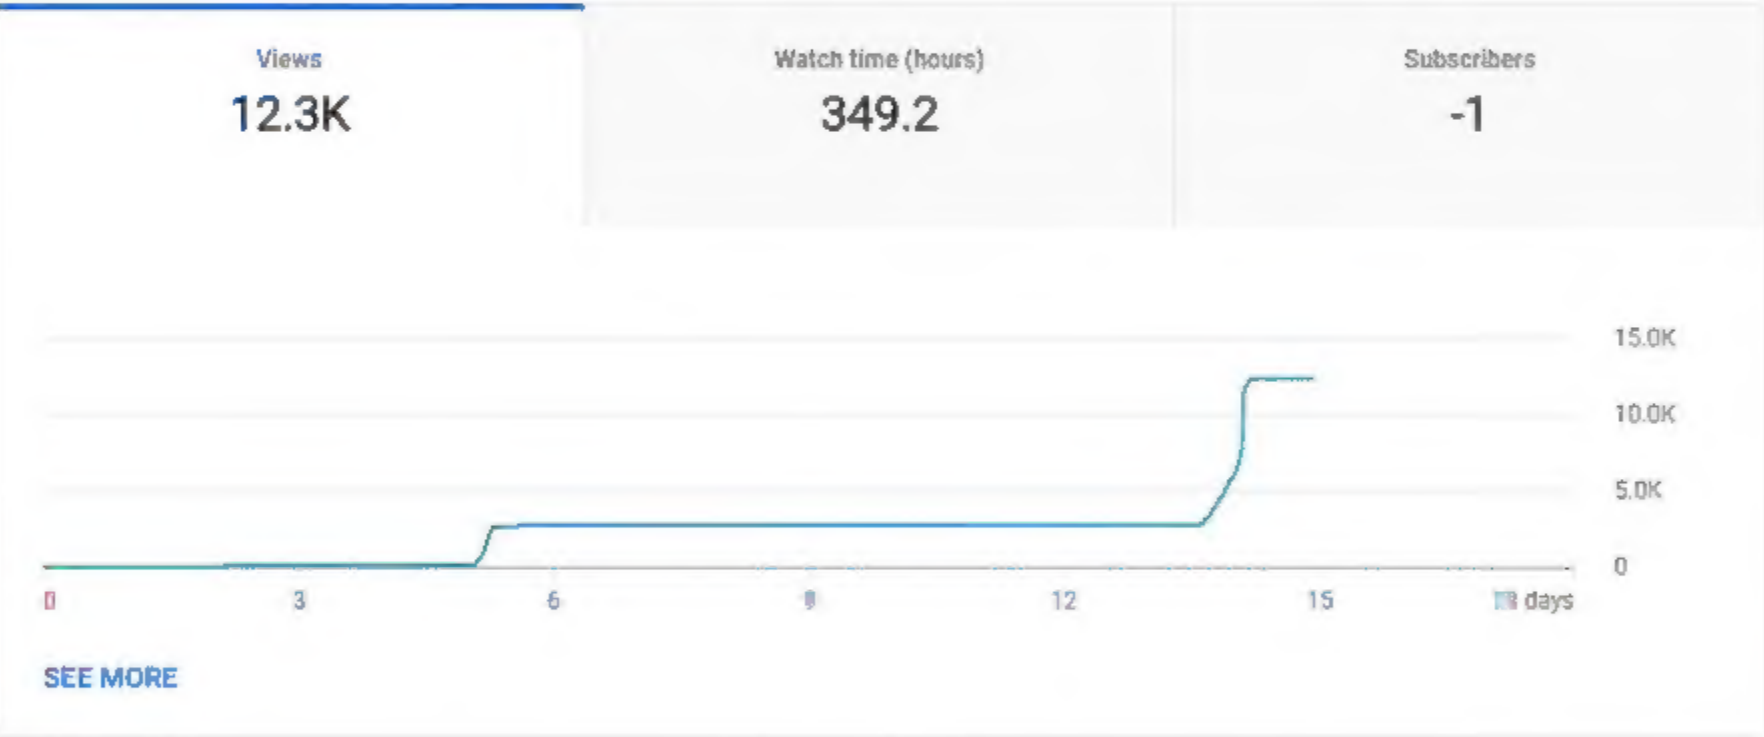 Views
12.3K
Watch time (hours)
349.2
Subscribers
-1
15.0K
10.0K
5.0K
0
0 3 6 9 12 15 days
SEE MORE